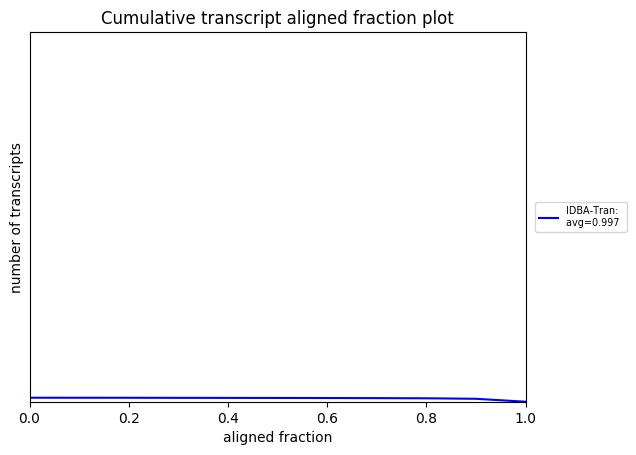 Cumulative transcript aligned fraction plot
number of transcripts
IDBA-Tran:
avg=0.997
0.0 0.2 0.4 0.6 0.8 1.0
aligned fraction